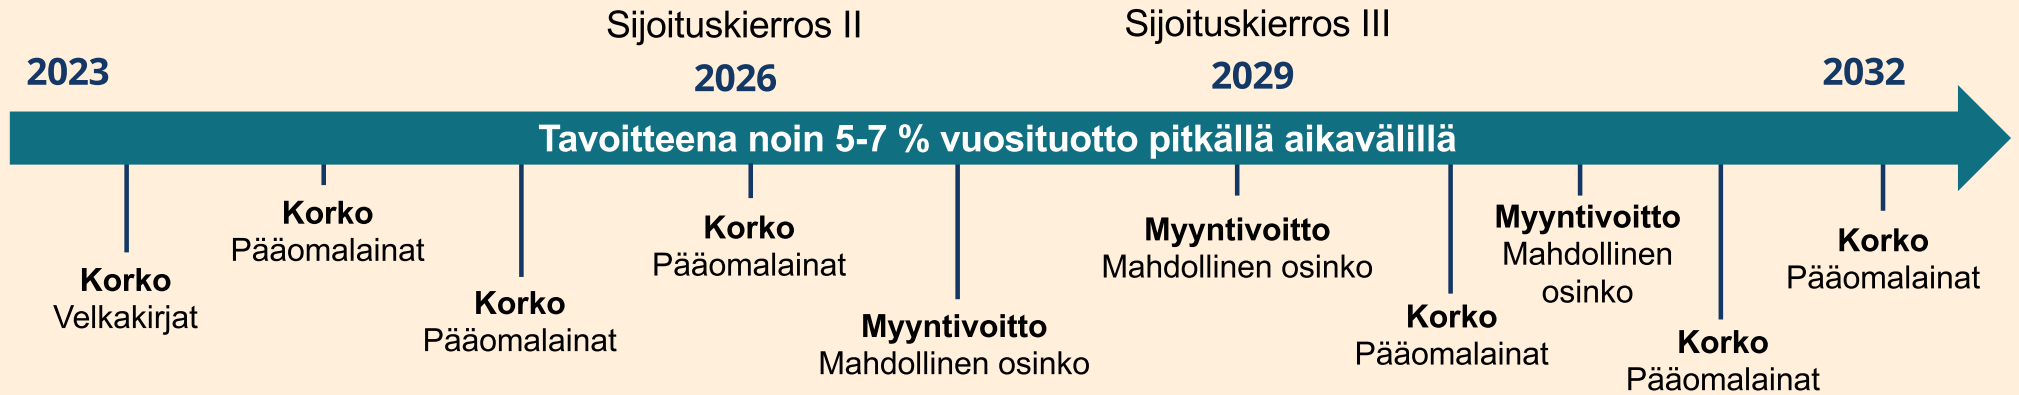 Sijoituskierros II
Sijoituskierros III
2023
2026
2029
2032
Tavoitteena noin 5-7 % vuosituotto pitkällä aikavälillä
Korko
Velkakirjat
Korko
Pääomalainat
Korko
Pääomalainat
Korko
Pääomalainat
Myyntivoitto
Mahdollinen osinko
Myyntivoitto
Mahdollinen osinko
Korko
Pääomalainat
Myyntivoitto
Mahdollinen
osinko
Korko
Pääomalainat
Korko
Pääomalainat